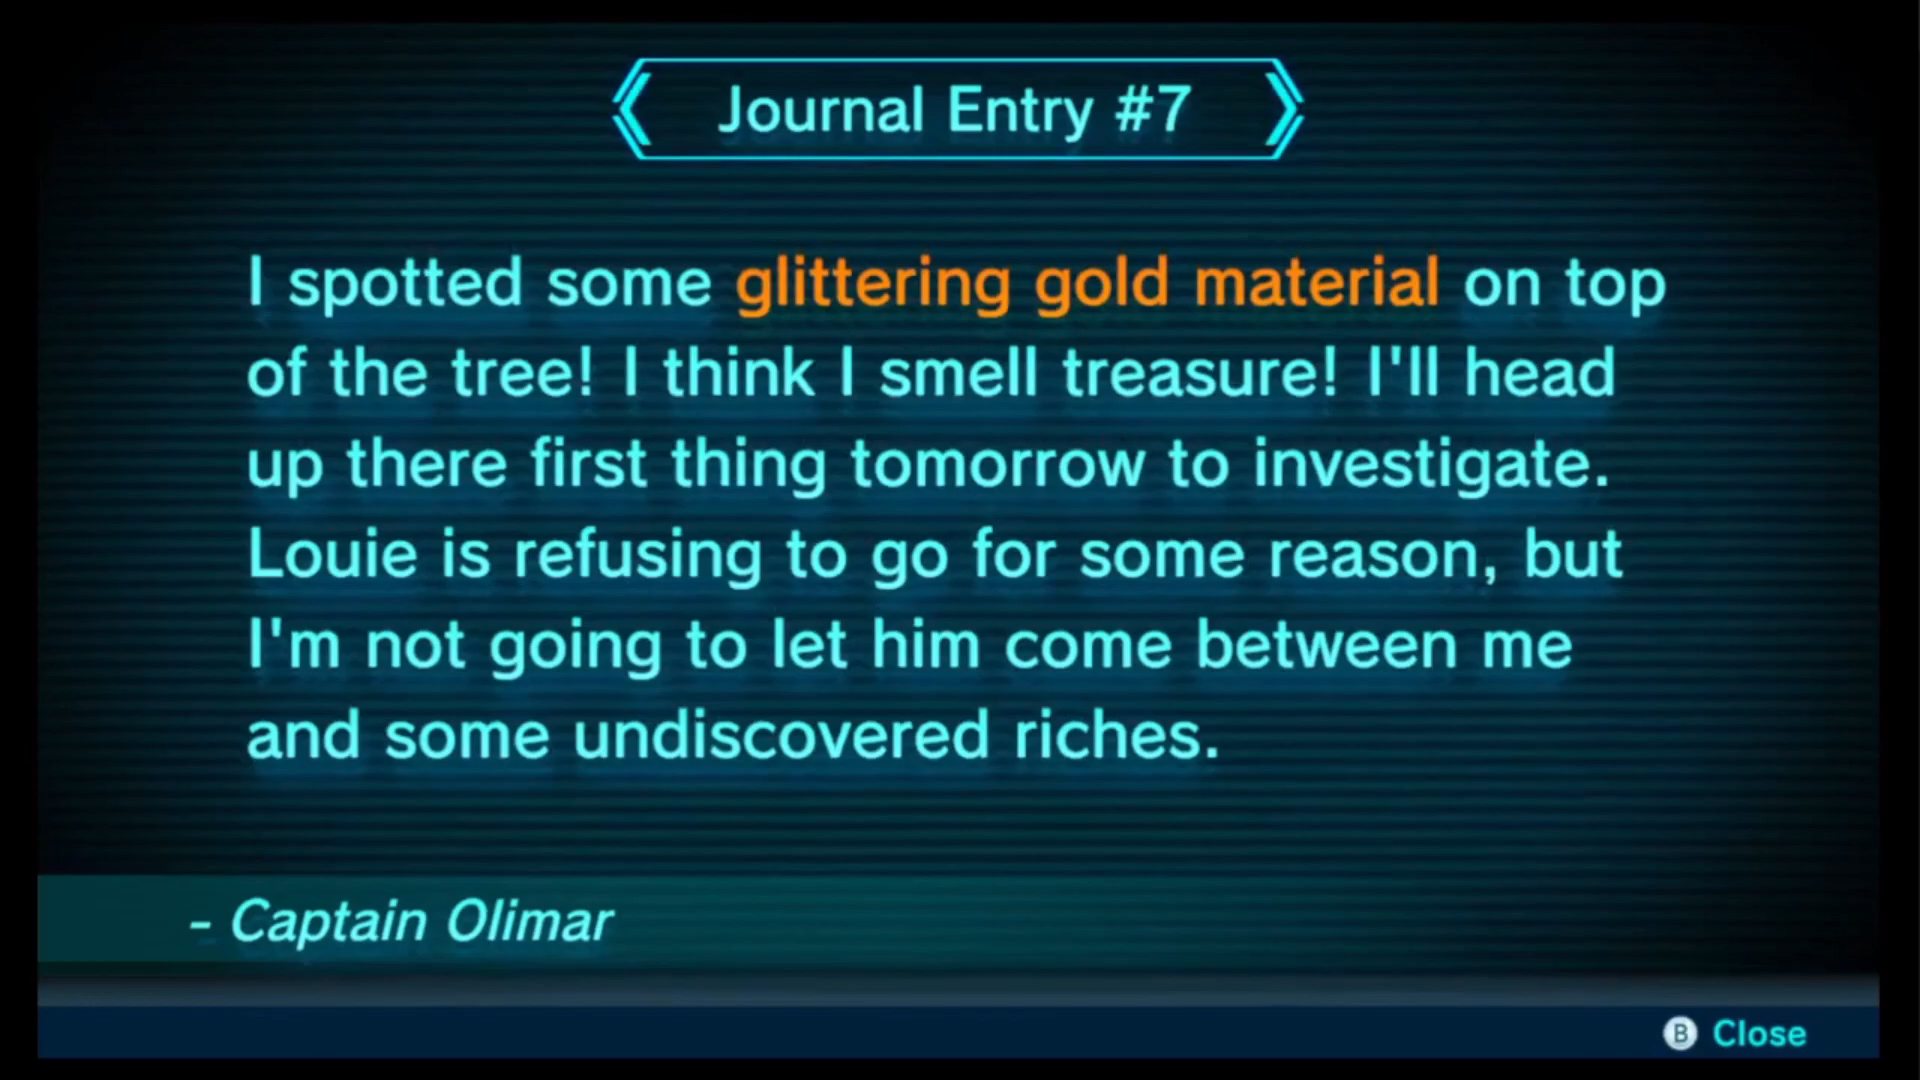 Journal Entry #7
I spotted some glittering gold material on top
of the tree! I think I smell treasure! I'll head
up there first thing tomorrow to investigate.
Louie is refusing to go for some reason, but
I'm not going to let him come between me
and some undiscovered riches.
- Captain Olimar
B Close